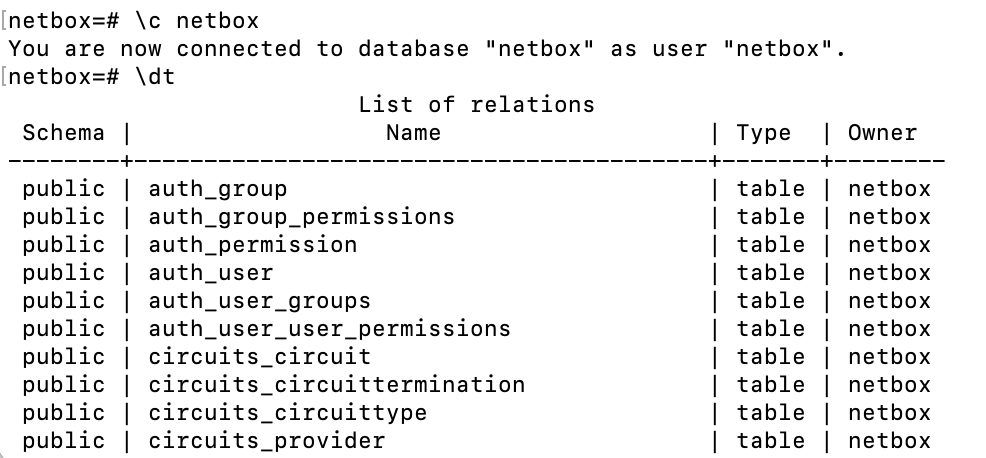 [netbox=# \c netbox
You are now connected to database "netbox" as user "netbox".
[netbox=# \dt
List of relations
Schema | Name | Type | Owner
--------+-----------------------------------------+-------+--------
public | auth_group | table | netbox
public | auth_group_permissions | table | netbox
public | auth_permission | table | netbox
public | auth_user | table | netbox
public | auth_user_groups | table | netbox
public | auth_user_user_permissions | table | netbox
public | circuits_circuit | table | netbox
public | circuits_circuittermination | table | netbox
public | circuits_circuittype | table | netbox
public | circuits_provider | table | netbox